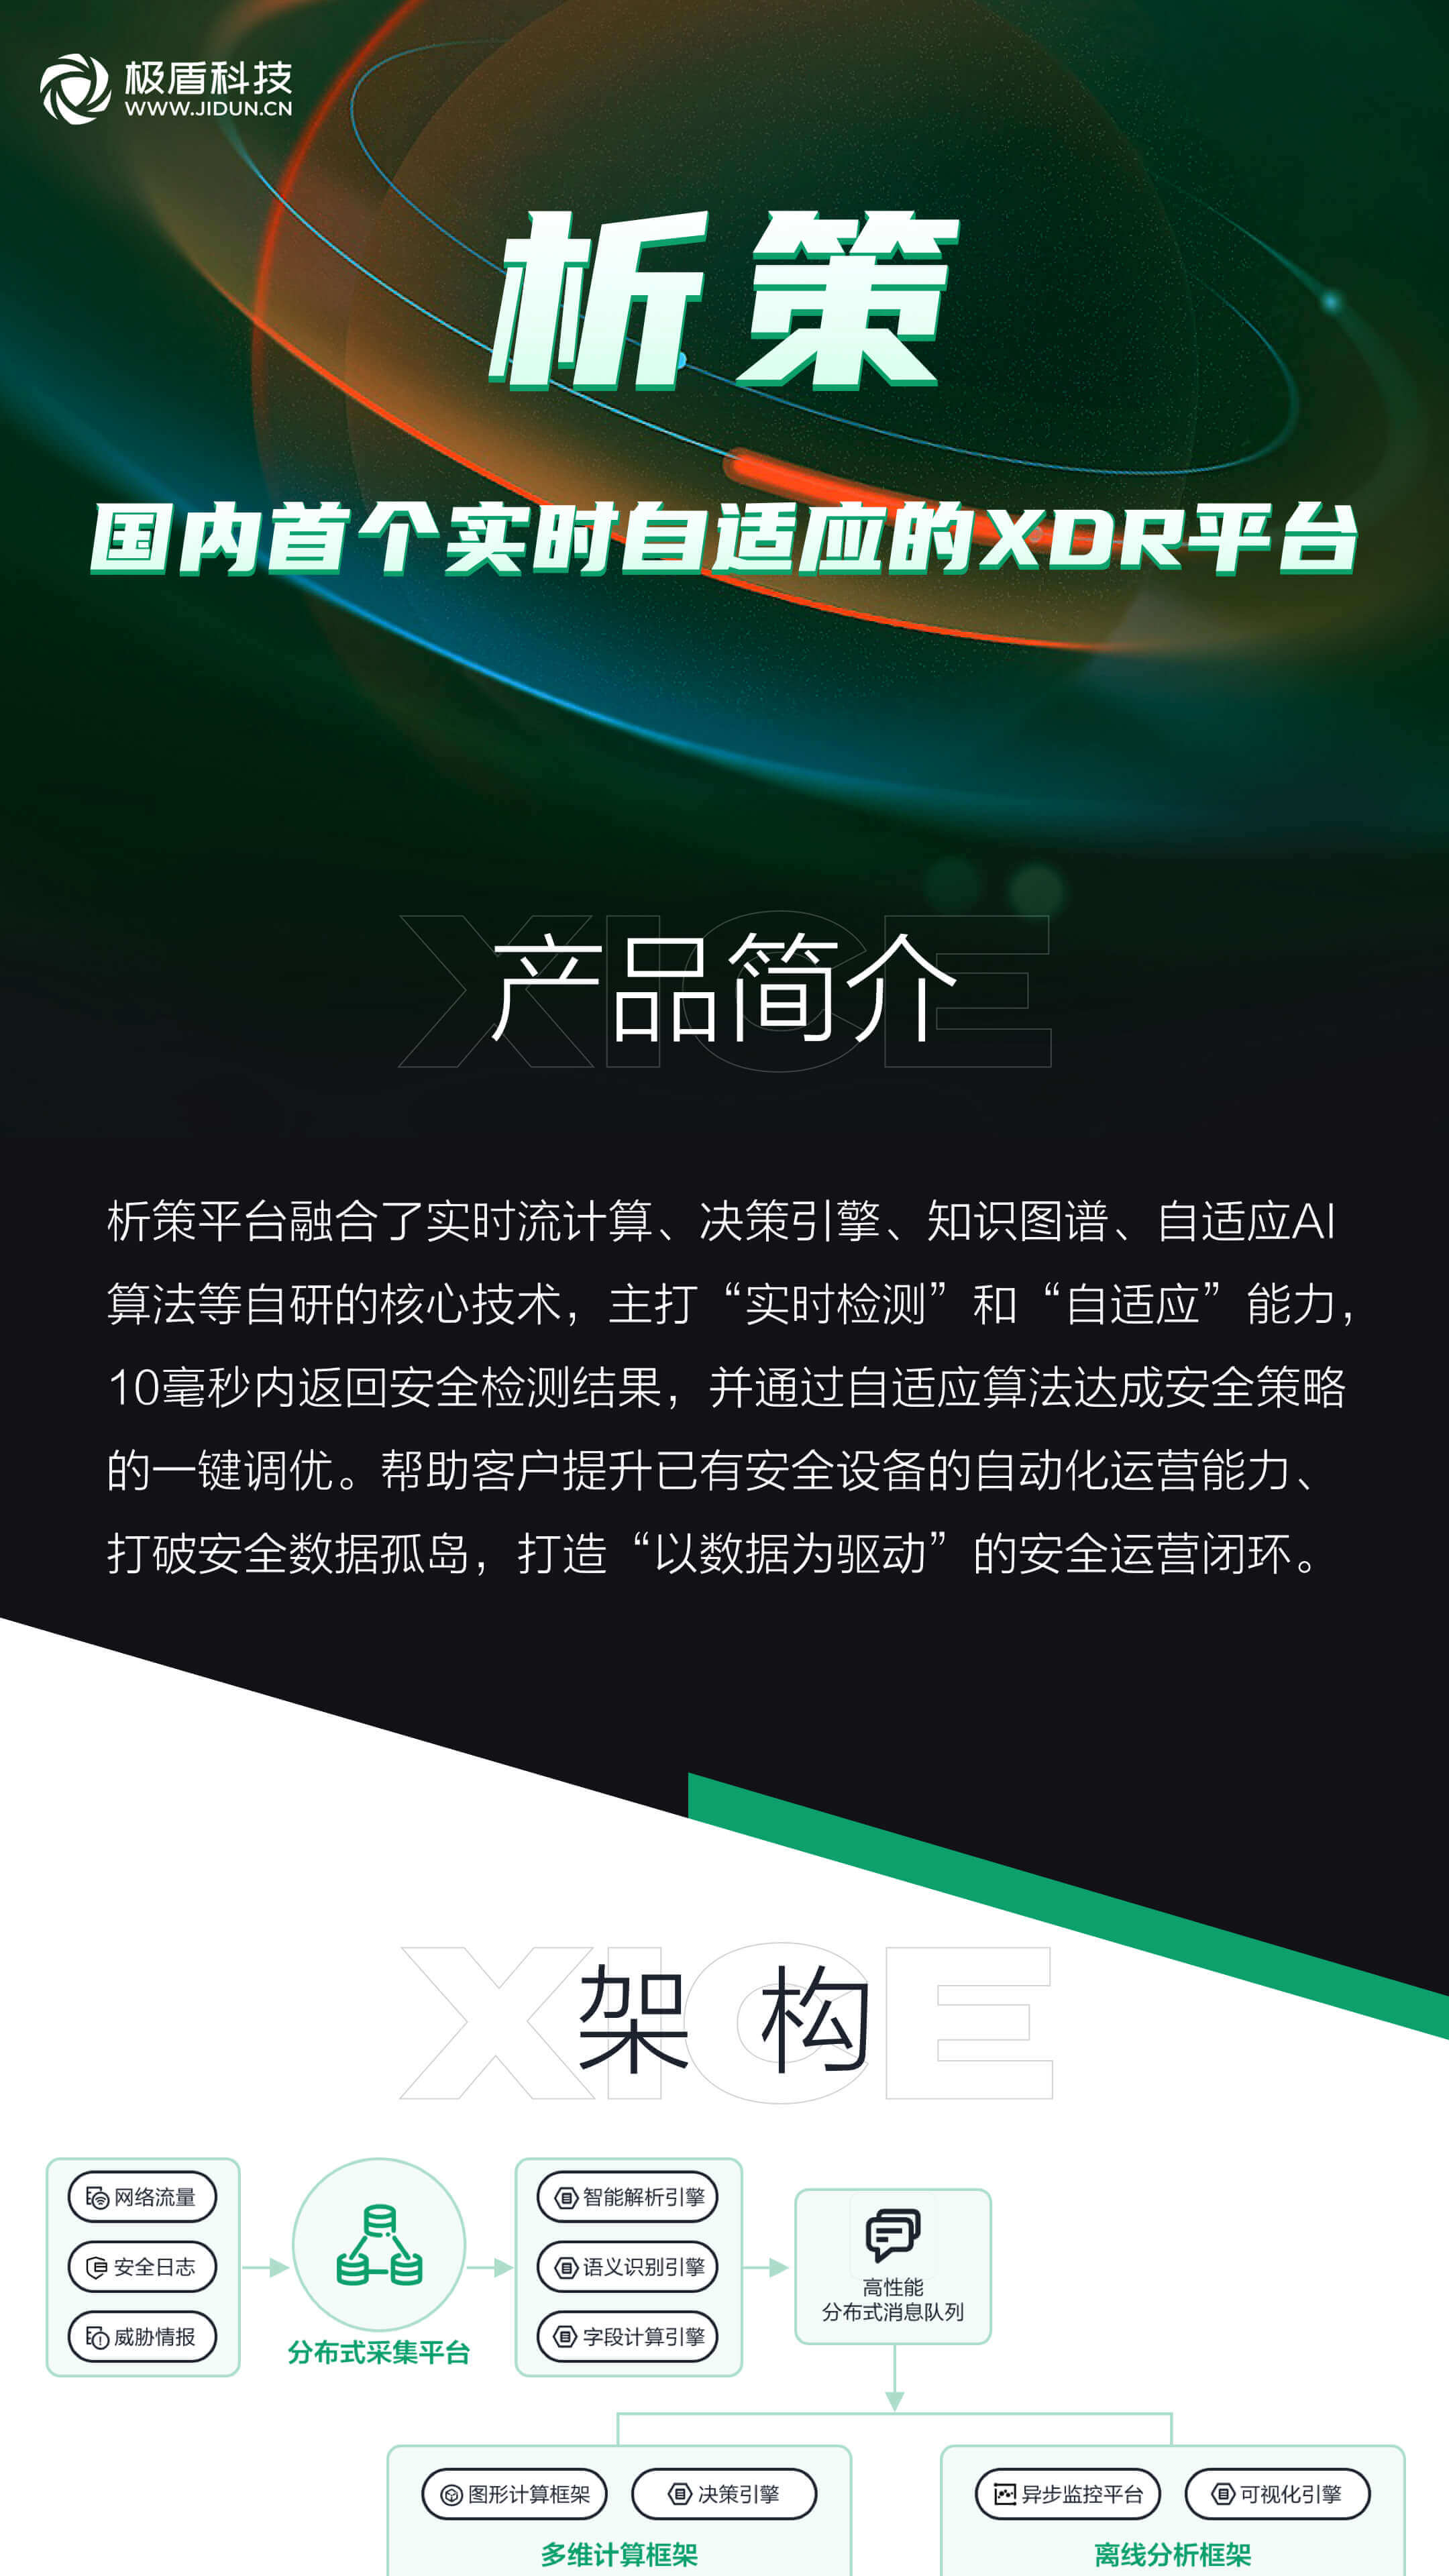 极盾科技
WWW.JIDUN.CN
析策
国内首个实时自适应的XDR平台
XICE
产品简介
析策平台融合了实时流计算、决策引擎、知识图谱、自适应AI
算法等自研的核心技术，主打“实时检测”和“自适应”能力，
10毫秒内返回安全检测结果，并通过自适应算法达成安全策略
的一键调优。帮助客户提升已有安全设备的自动化运营能力、
打破安全数据孤岛，打造“以数据为驱动”的安全运营闭环。
XICE
架构
网络流量
安全日志
威胁情报
分布式采集平台
智能解析引擎
语义识别引擎
字段计算引擎
高性能
分布式消息队列
图形计算框架
决策引擎
多维计算框架
异步监控平台
可视化引擎
离线分析框架